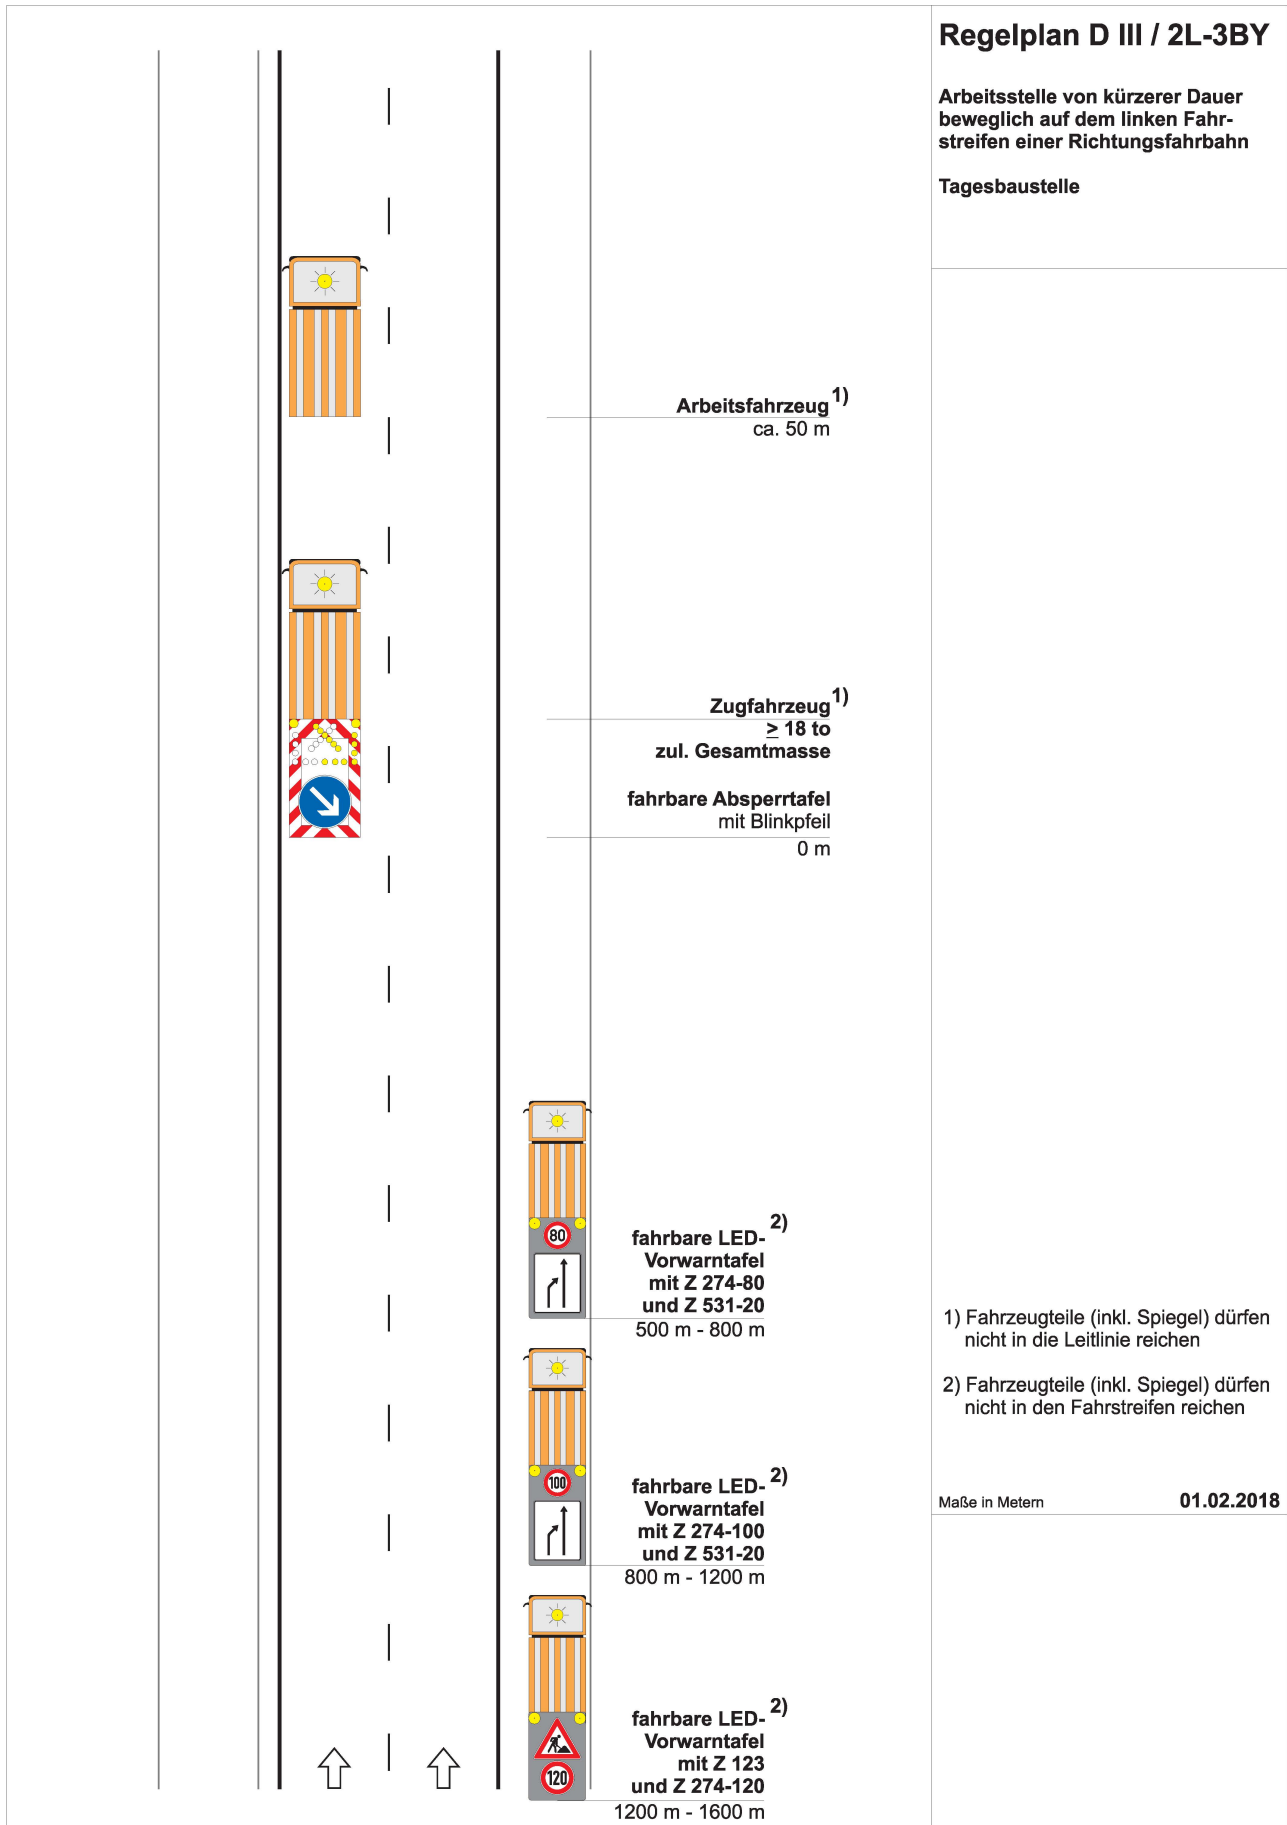 Regelplan D III / 2L-3BY
Arbeitsstelle von kürzerer Dauer
beweglich auf dem linken Fahr-
streifen einer Richtungsfahrbahn
Tagesbaustelle
Arbeitsfahrzeug 1)
ca. 50 m
Zugfahrzeug 1)
≥ 18 to
zul. Gesamtmasse
fahrbare Absperrtafel
mit Blinkpfeil
0 m
80
fahrbare LED- 2)
Vorwarntafel
mit Z 274-80
und Z 531-20
500 m - 800 m
100
fahrbare LED- 2)
Vorwarntafel
mit Z 274-100
und Z 531-20
800 m - 1200 m
120
fahrbare LED- 2)
Vorwarntafel
mit Z 123
und Z 274-120
1200 m - 1600 m
1) Fahrzeugteile (inkl. Spiegel) dürfen
nicht in die Leitlinie reichen
2) Fahrzeugteile (inkl. Spiegel) dürfen
nicht in den Fahrstreifen reichen
Maße in Metern 01.02.2018